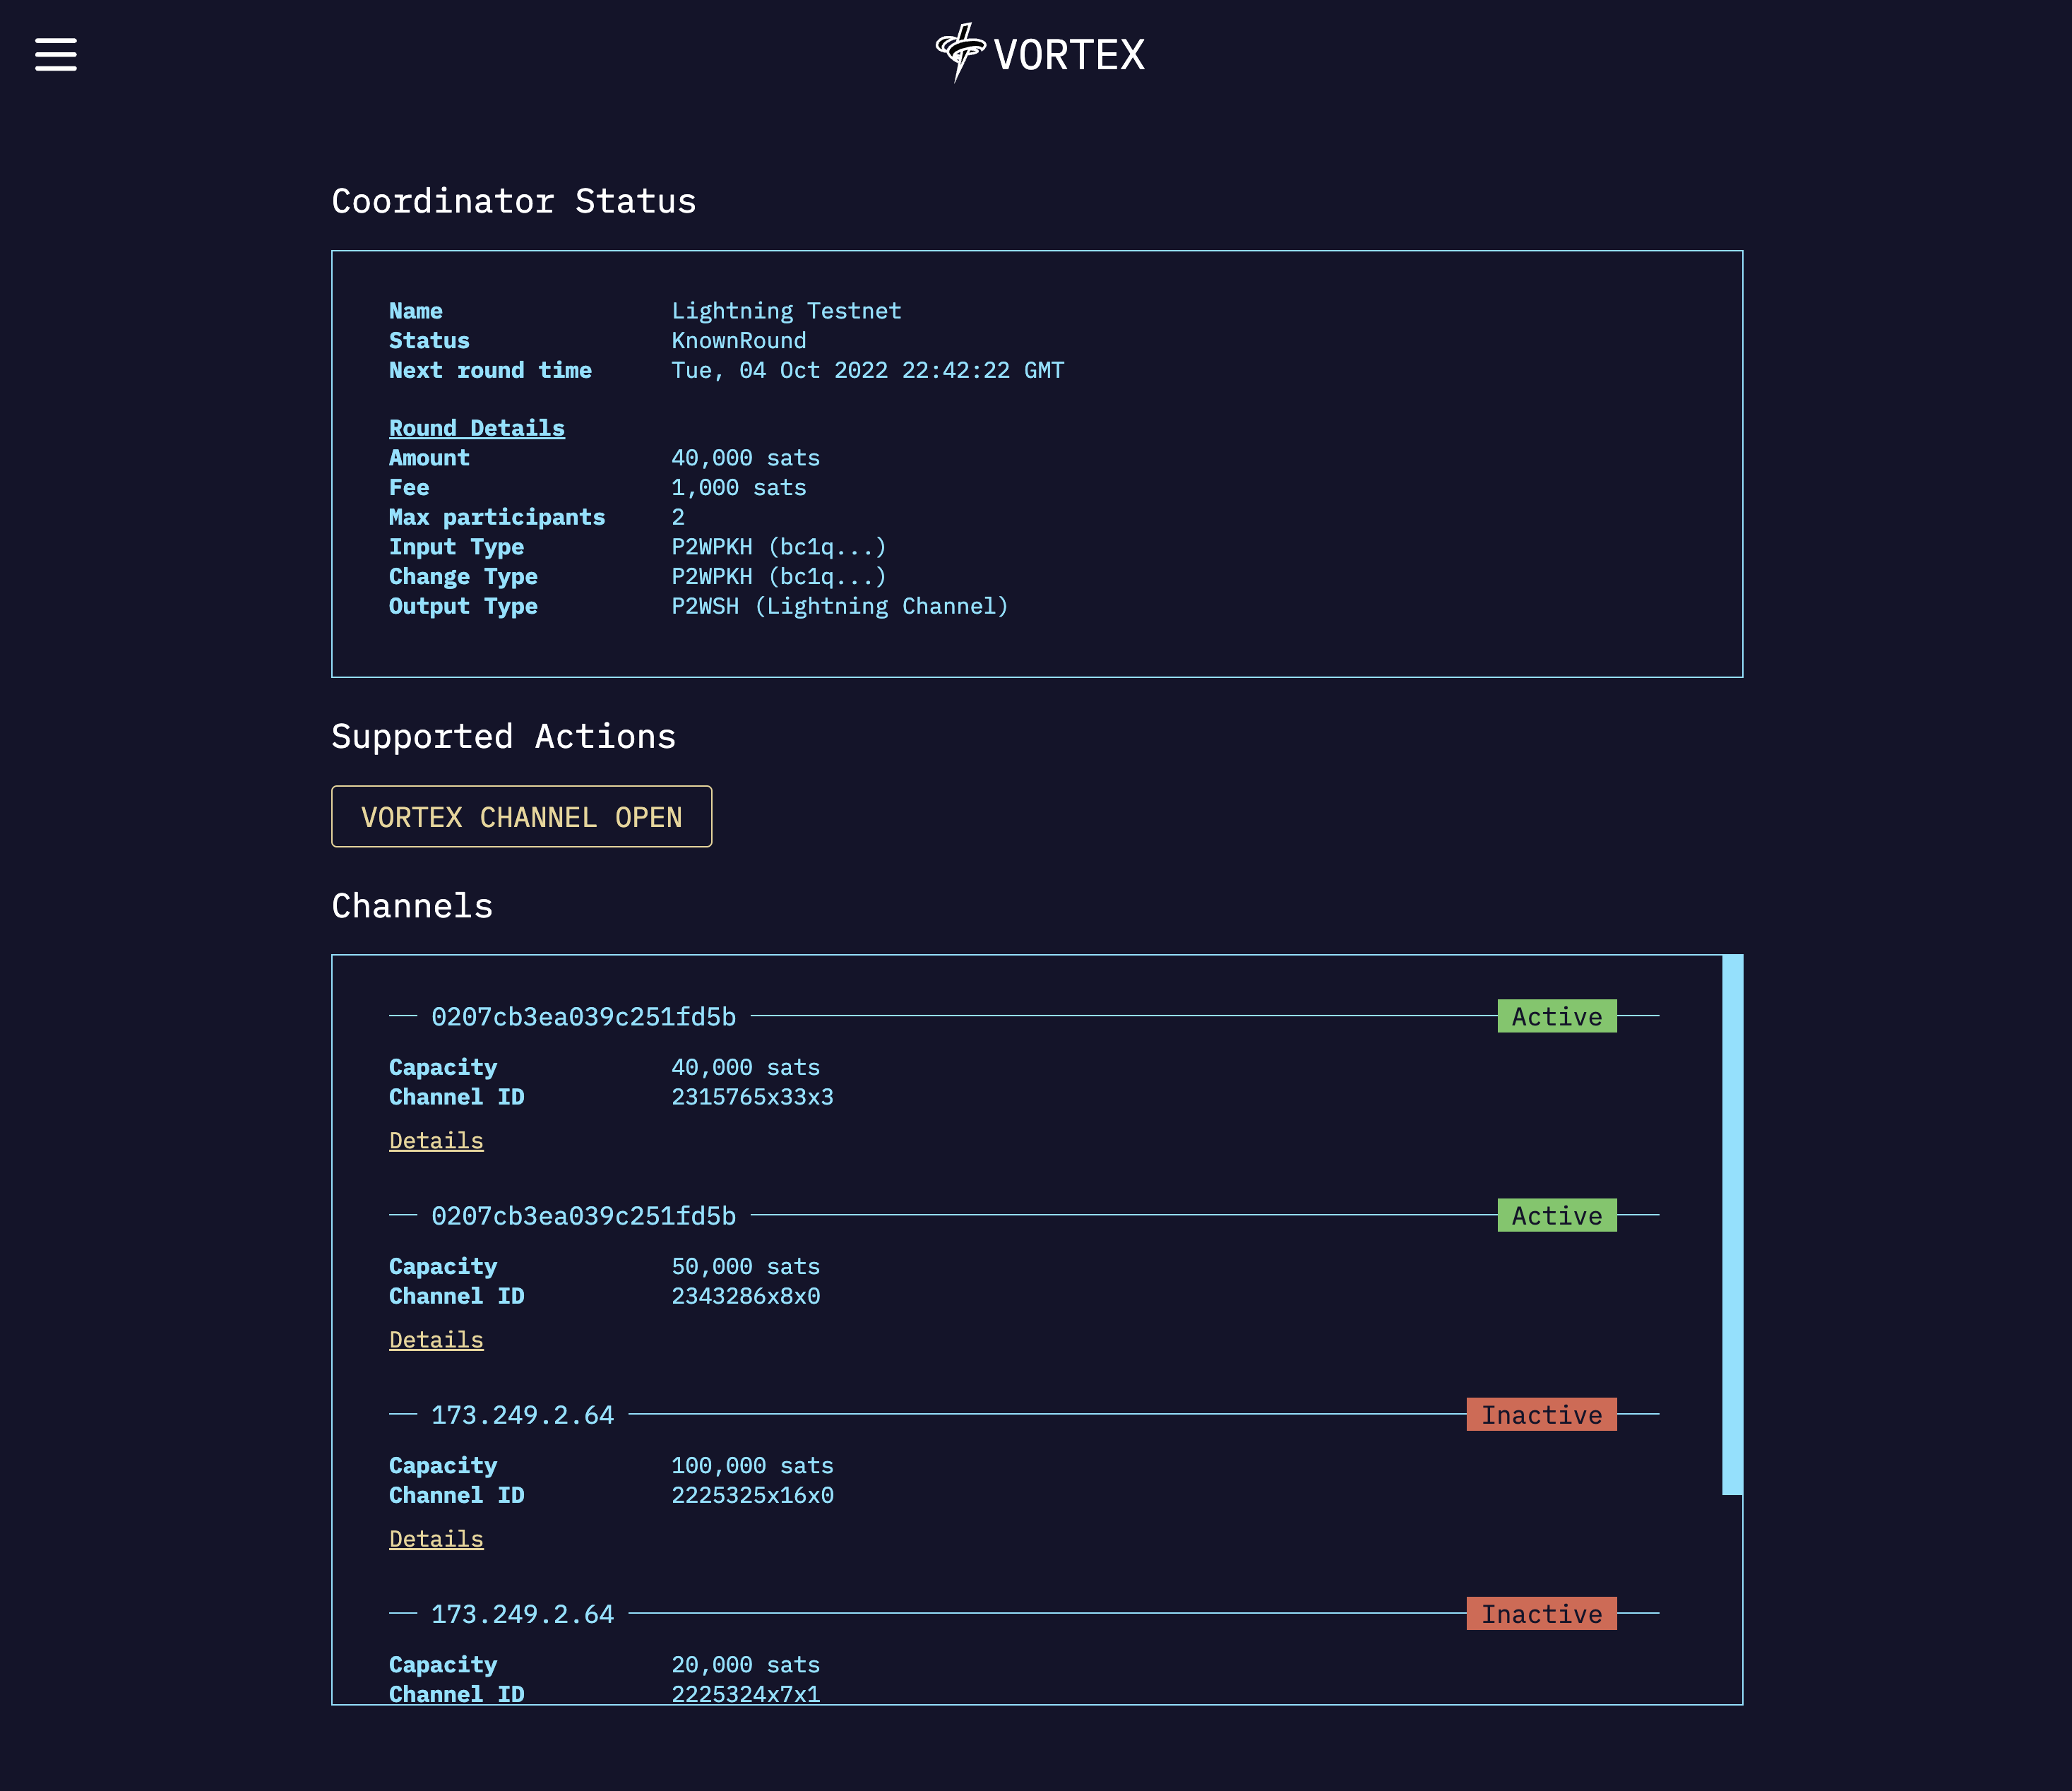 VORTEX
Coordinator Status
Name Lightning Testnet
Status KnownRound
Next round time Tue, 04 Oct 2022 22:42:22 GMT
Round Details
Amount 40,000 sats
Fee 1,000 sats
Max participants 2
Input Type P2WPKH (bc1q...)
Change Type P2WPKH (bc1q...)
Output Type P2WSH (Lightning Channel)
Supported Actions
VORTEX CHANNEL OPEN
Channels
0207cb3ea039c251fd5b Active
Capacity 40,000 sats
Channel ID 2315765x33x3
Details
0207cb3ea039c251fd5b Active
Capacity 50,000 sats
Channel ID 2343286x8x0
Details
173.249.2.64 Inactive
Capacity 100,000 sats
Channel ID 2225325x16x0
Details
173.249.2.64 Inactive
Capacity 20,000 sats
Channel ID 2225324x7x1